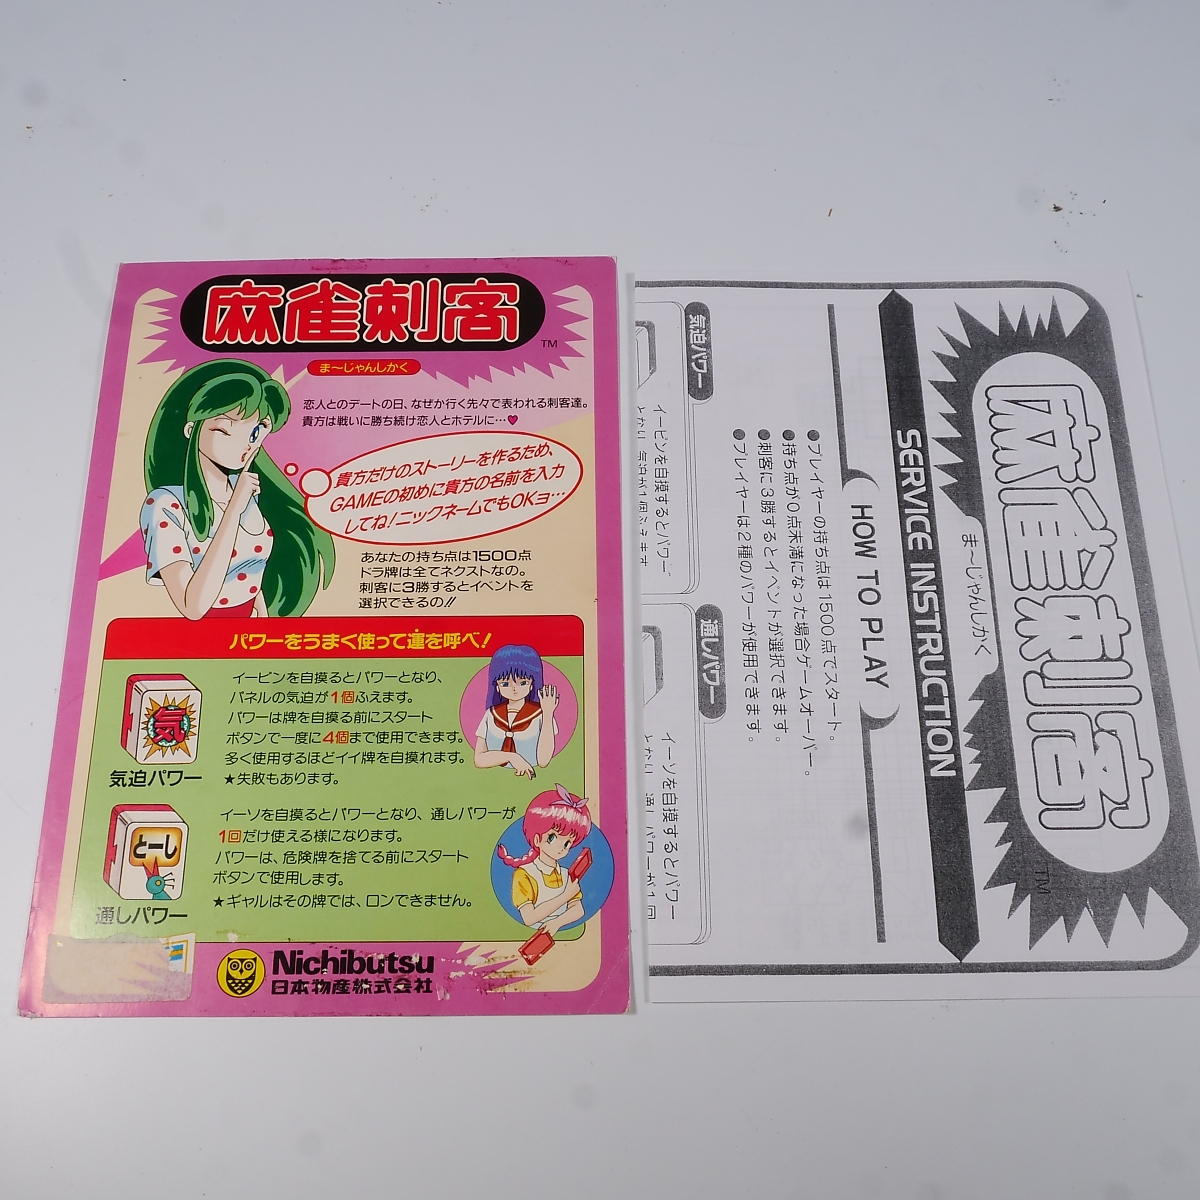 麻雀刺客
TM
ま〜じゃんしかく
恋人とのデートの日、なぜか行く先々で表われる刺客達。
貴方は戦いに勝ち続け恋人とホテルに…♥
貴方だけのストーリーを作るため、
GAMEの初めに貴方の名前を入力
してね!ニックネームでもOKヨ…
あなたの持ち点は1500点
ドラ牌は全てネクストなの。
刺客に3勝するとイベントを
選択できるの!!
パワーをうまく使って運を呼べ!
気
気迫パワー
イーピンを自摸るとパワーとなり、
パネルの気迫が1個ふえます。
パワーは牌を自摸る前にスタート
ボタンで一度に4個まで使用できます。
多く使用するほどイイ牌を自摸れます。
★失敗もあります。
とーし
通しパワー
イーソを自摸るとパワーとなり、通しパワーが
1回だけ使える様になります。
パワーは、危険牌を捨てる前にスタート
ボタンで使用します。
★ギャルはその牌では、ロンできません。
Nichibutsu
日本物産株式会社
麻雀刺客
TM
ま〜じゃんしかく
SERVICE INSTRUCTION
HOW TO PLAY
●プレイヤーの持ち点は1500点でスタート。
●持ち点が0点未満になった場合ゲームオーバー。
●刺客に3勝するとイベントが選択できます。
●プレイヤーは2種のパワーが使用できます。
気迫パワー
イーピンを自摸するとパワー
通しパワー
イーソを自摸するとパワー